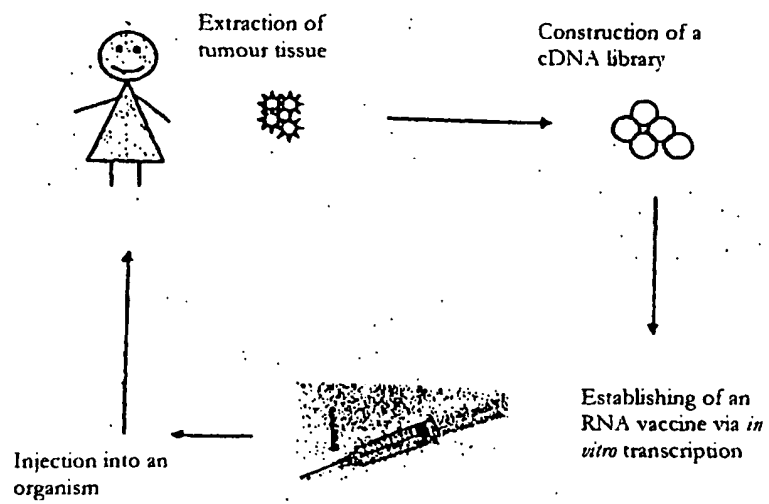 Extraction of
tumour tissue
Construction of a
cDNA library
Establishing of an
RNA vaccine via in
vitro transcription
Injection into an
organism